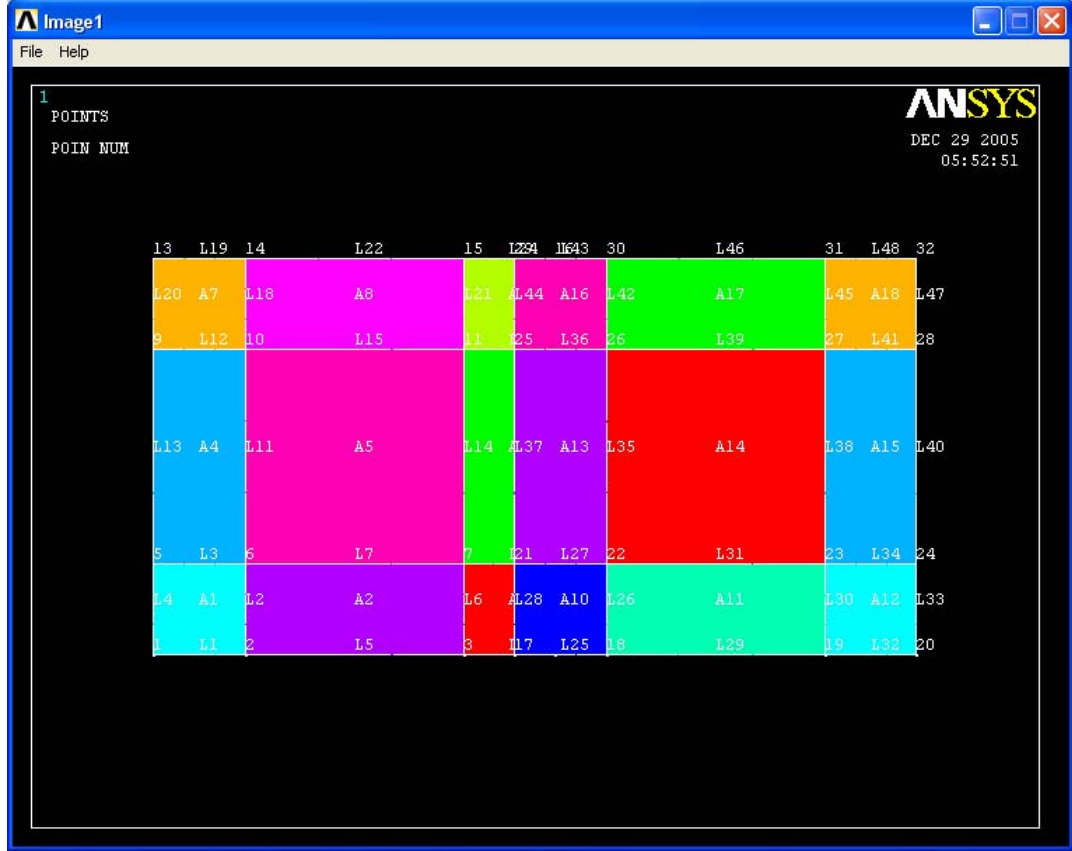 Image1
File Help
1
POINTS
POIN NUM
ANSYS
DEC 29 2005
05:52:51
13 L19 14 L22 15 30 L46 31 L48 32
L20 A7 L18 A8 L21 L44 A16 L42 A17 L45 A18 L47
9 L12 10 L15 11 25 L36 26 L39 27 L41 28
L13 A4 L11 A5 L14 L37 A13 L35 A14 L38 A15 L40
5 L3 6 L7 7 21 L27 22 L31 23 L34 24
L4 A1 L2 A2 L6 L28 A10 L26 A11 L30 A12 L33
1 L1 2 L5 3 17 L25 18 L29 19 L32 20